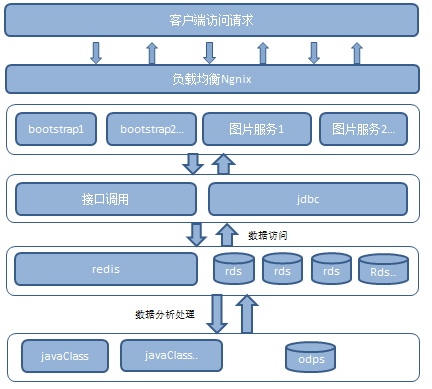 客户端访问请求
负载均衡Ngnix
bootstrap1
bootstrap2...
图片服务1
图片服务2...
接口调用
jdbc
数据访问
redis
rds
rds
rds
Rds...
数据分析处理
javaClass
javaClass..
odps